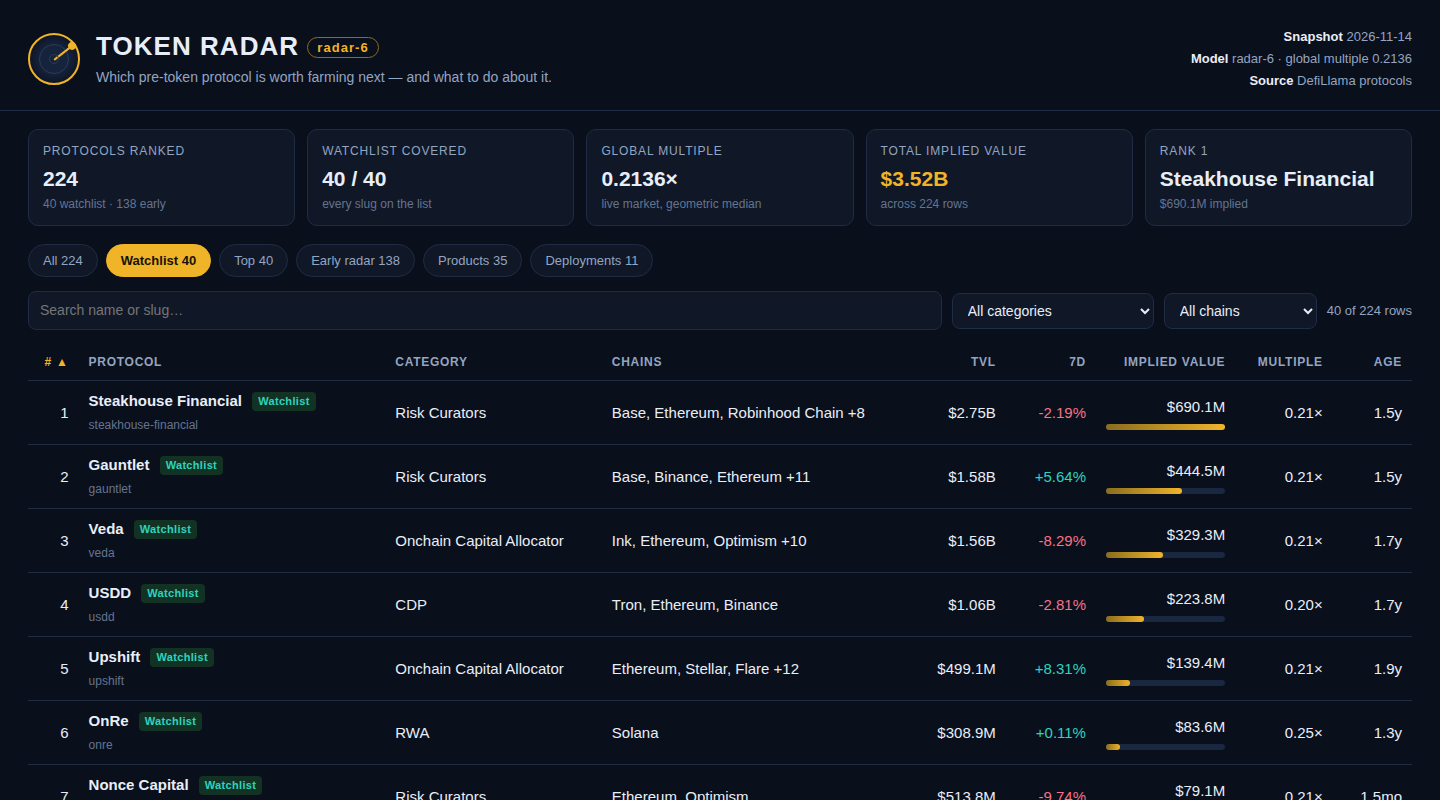 TOKEN RADAR radar-6
Which pre-token protocol is worth farming next — and what to do about it.
Snapshot 2026-11-14
Model radar-6 · global multiple 0.2136
Source DefiLlama protocols
PROTOCOLS RANKED
224
40 watchlist · 138 early
WATCHLIST COVERED
40 / 40
every slug on the list
GLOBAL MULTIPLE
0.2136×
live market, geometric median
TOTAL IMPLIED VALUE
$3.52B
across 224 rows
RANK 1
Steakhouse Financial
$690.1M implied
All 224 Watchlist 40 Top 40 Early radar 138 Products 35 Deployments 11
Search name or slug… All categories All chains 40 of 224 rows
# ▲ PROTOCOL CATEGORY CHAINS TVL 7D IMPLIED VALUE MULTIPLE AGE
1 Steakhouse Financial Watchlist Risk Curators Base, Ethereum, Robinhood Chain +8 $2.75B -2.19% $690.1M 0.21× 1.5y
steakhouse-financial
2 Gauntlet Watchlist Risk Curators Base, Binance, Ethereum +11 $1.58B +5.64% $444.5M 0.21× 1.5y
gauntlet
3 Veda Watchlist Onchain Capital Allocator Ink, Ethereum, Optimism +10 $1.56B -8.29% $329.3M 0.21× 1.7y
veda
4 USDD Watchlist CDP Tron, Ethereum, Binance $1.06B -2.81% $223.8M 0.20× 1.7y
usdd
5 Upshift Watchlist Onchain Capital Allocator Ethereum, Stellar, Flare +12 $499.1M +8.31% $139.4M 0.21× 1.9y
upshift
6 OnRe Watchlist RWA Solana $308.9M +0.11% $83.6M 0.25× 1.3y
onre
7 Nonce Capital Watchlist Risk Curators Ethereum, Optimism $513.8M -9.74% $79.1M 0.21× 1.5mo